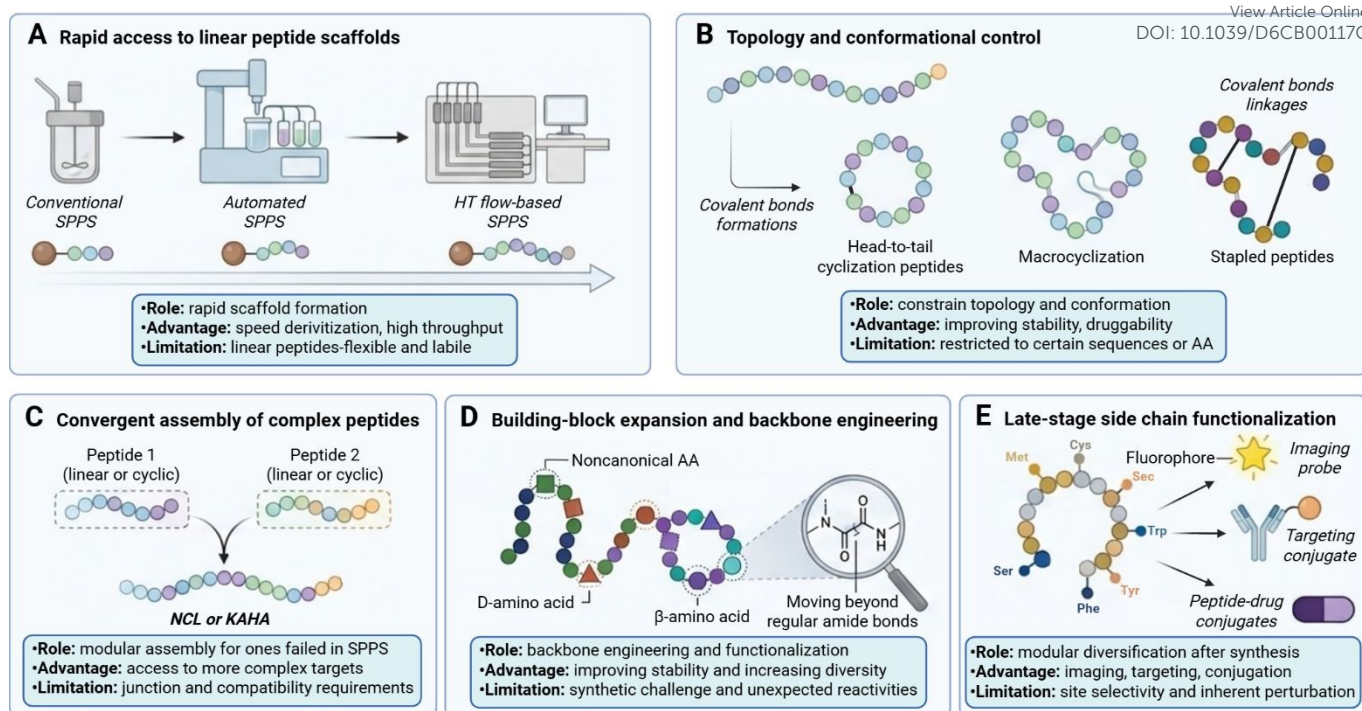 View Article Online
DOI: 10.1039/D6CB00117C
A Rapid access to linear peptide scaffolds
Conventional
SPPS
Automated
SPPS
HT flow-based
SPPS
•Role: rapid scaffold formation
•Advantage: speed derivitization, high throughput
•Limitation: linear peptides-flexible and labile
B Topology and conformational control
Covalent bonds
formations
Head-to-tail
cyclization peptides
Macrocyclization
Covalent bonds
linkages
Stapled peptides
•Role: constrain topology and conformation
•Advantage: improving stability, druggability
•Limitation: restricted to certain sequences or AA
C Convergent assembly of complex peptides
Peptide 1
(linear or cyclic)
Peptide 2
(linear or cyclic)
NCL or KAHA
•Role: modular assembly for ones failed in SPPS
•Advantage: access to more complex targets
•Limitation: junction and compatibility requirements
D Building-block expansion and backbone engineering
Noncanonical AA
D-amino acid
β-amino acid
N
O
O
N
H
Moving beyond
regular amide bonds
•Role: backbone engineering and functionalization
•Advantage: improving stability and increasing diversity
•Limitation: synthetic challenge and unexpected reactivities
E Late-stage side chain functionalization
Met
Cys
Sec
Trp
Tyr
Phe
Ser
Fluorophore
Imaging
probe
Targeting
conjugate
Peptide-drug
conjugates
•Role: modular diversification after synthesis
•Advantage: imaging, targeting, conjugation
•Limitation: site selectivity and inherent perturbation